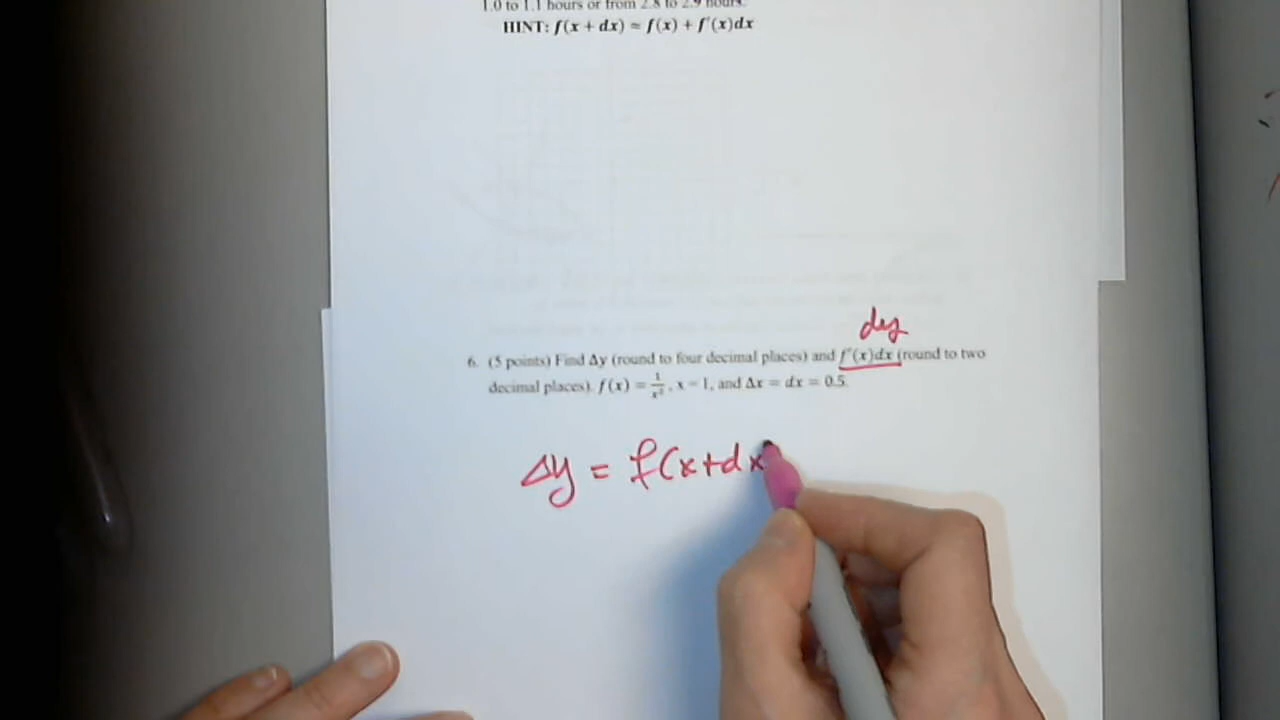 1.0 to 1.1 hours or from 2.8 to 2.9 hours.
HINT: f(x + dx) ≈ f(x) + f'(x)dx
dy
6. (5 points) Find Δy (round to four decimal places) and f'(x)dx (round to two
decimal places). f(x) = 1/x², x = 1, and Δx = dx = 0.5.
Δy = f(x+dx